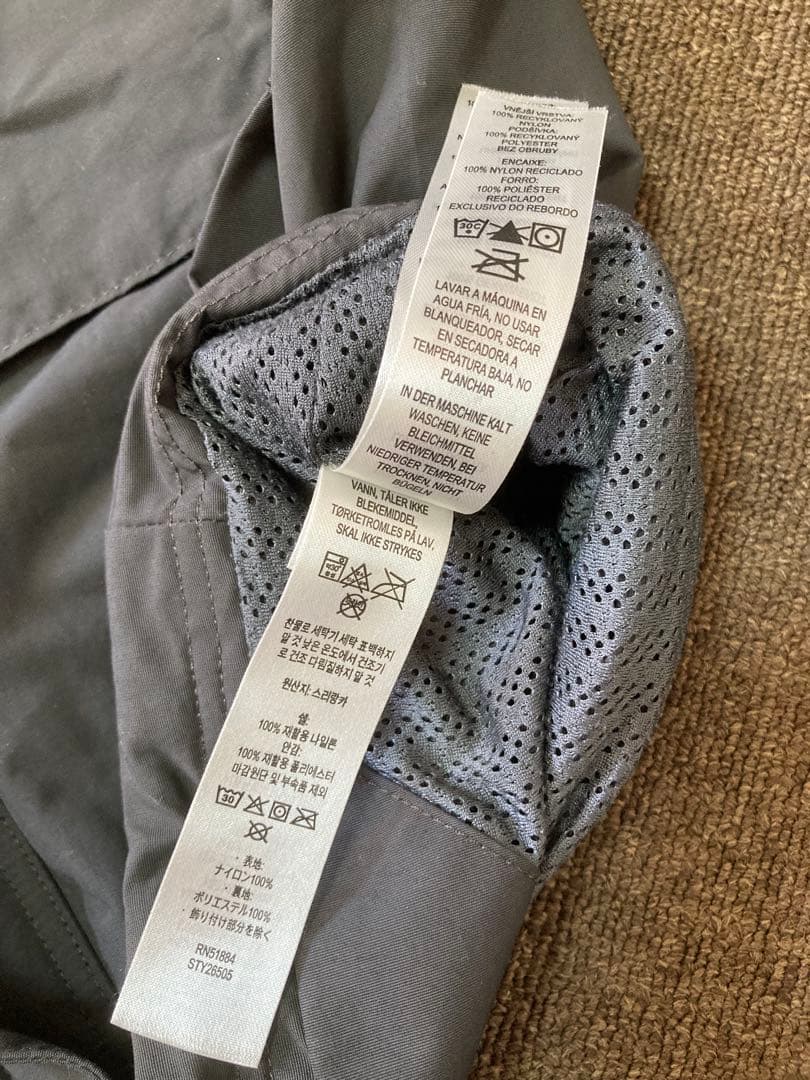 VNĚJŠÍ VRSTVA:
100% RECYKLOVANÝ
NYLON
PODŠÍVKA:
100% RECYKLOVANÝ
POLYESTER
BEZ OBRUBY
ENCAIXE:
100% NYLON RECICLADO
FORRO:
100% POLIÉSTER
RECICLADO
EXCLUSIVO DO REBORDO
30C
LAVAR A MÁQUINA EN
AGUA FRÍA, NO USAR
BLANQUEADOR, SECAR
EN SECADORA A
TEMPERATURA BAJA, NO
PLANCHAR
IN DER MASCHINE KALT
WASCHEN, KEINE
BLEICHMITTEL
VERWENDEN, BEI
NIEDRIGER TEMPERATUR
TROCKNEN, NICHT
BÜGELN
VANN, TÅLER IKKE
BLEKEMIDDEL,
TØRKETROMLES PÅ LAV,
SKAL IKKE STRYKES
찬물로 세탁기 세탁 표백하지
말 것 낮은 온도에서 건조기
로 건조 다림질하지 말 것
원산지: 스리랑카
쉘:
100% 재활용 나일론
안감:
100% 재활용 폴리에스터
마감원단 및 부속품 제외
30
・表地:
ナイロン100%
・裏地:
ポリエステル100%
・飾り付け部分を除く
RN51884
STY26505